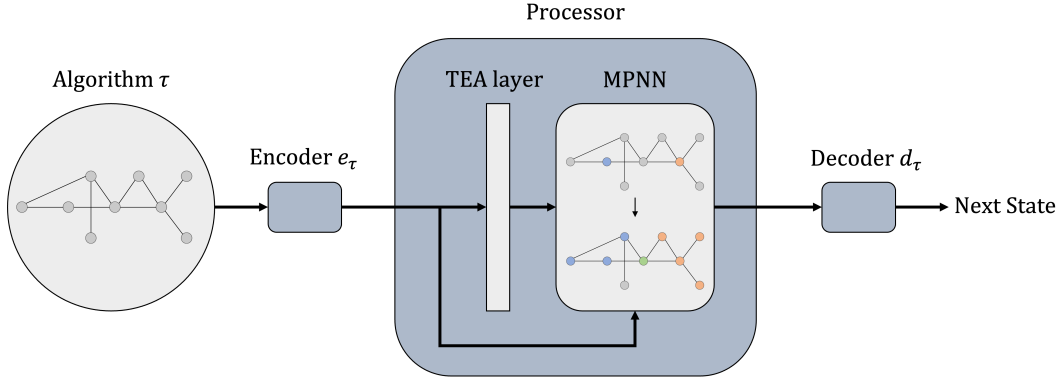 Processor
Algorithm τ
TEA layer
MPNN
Encoder e_τ
Decoder d_τ
Next State